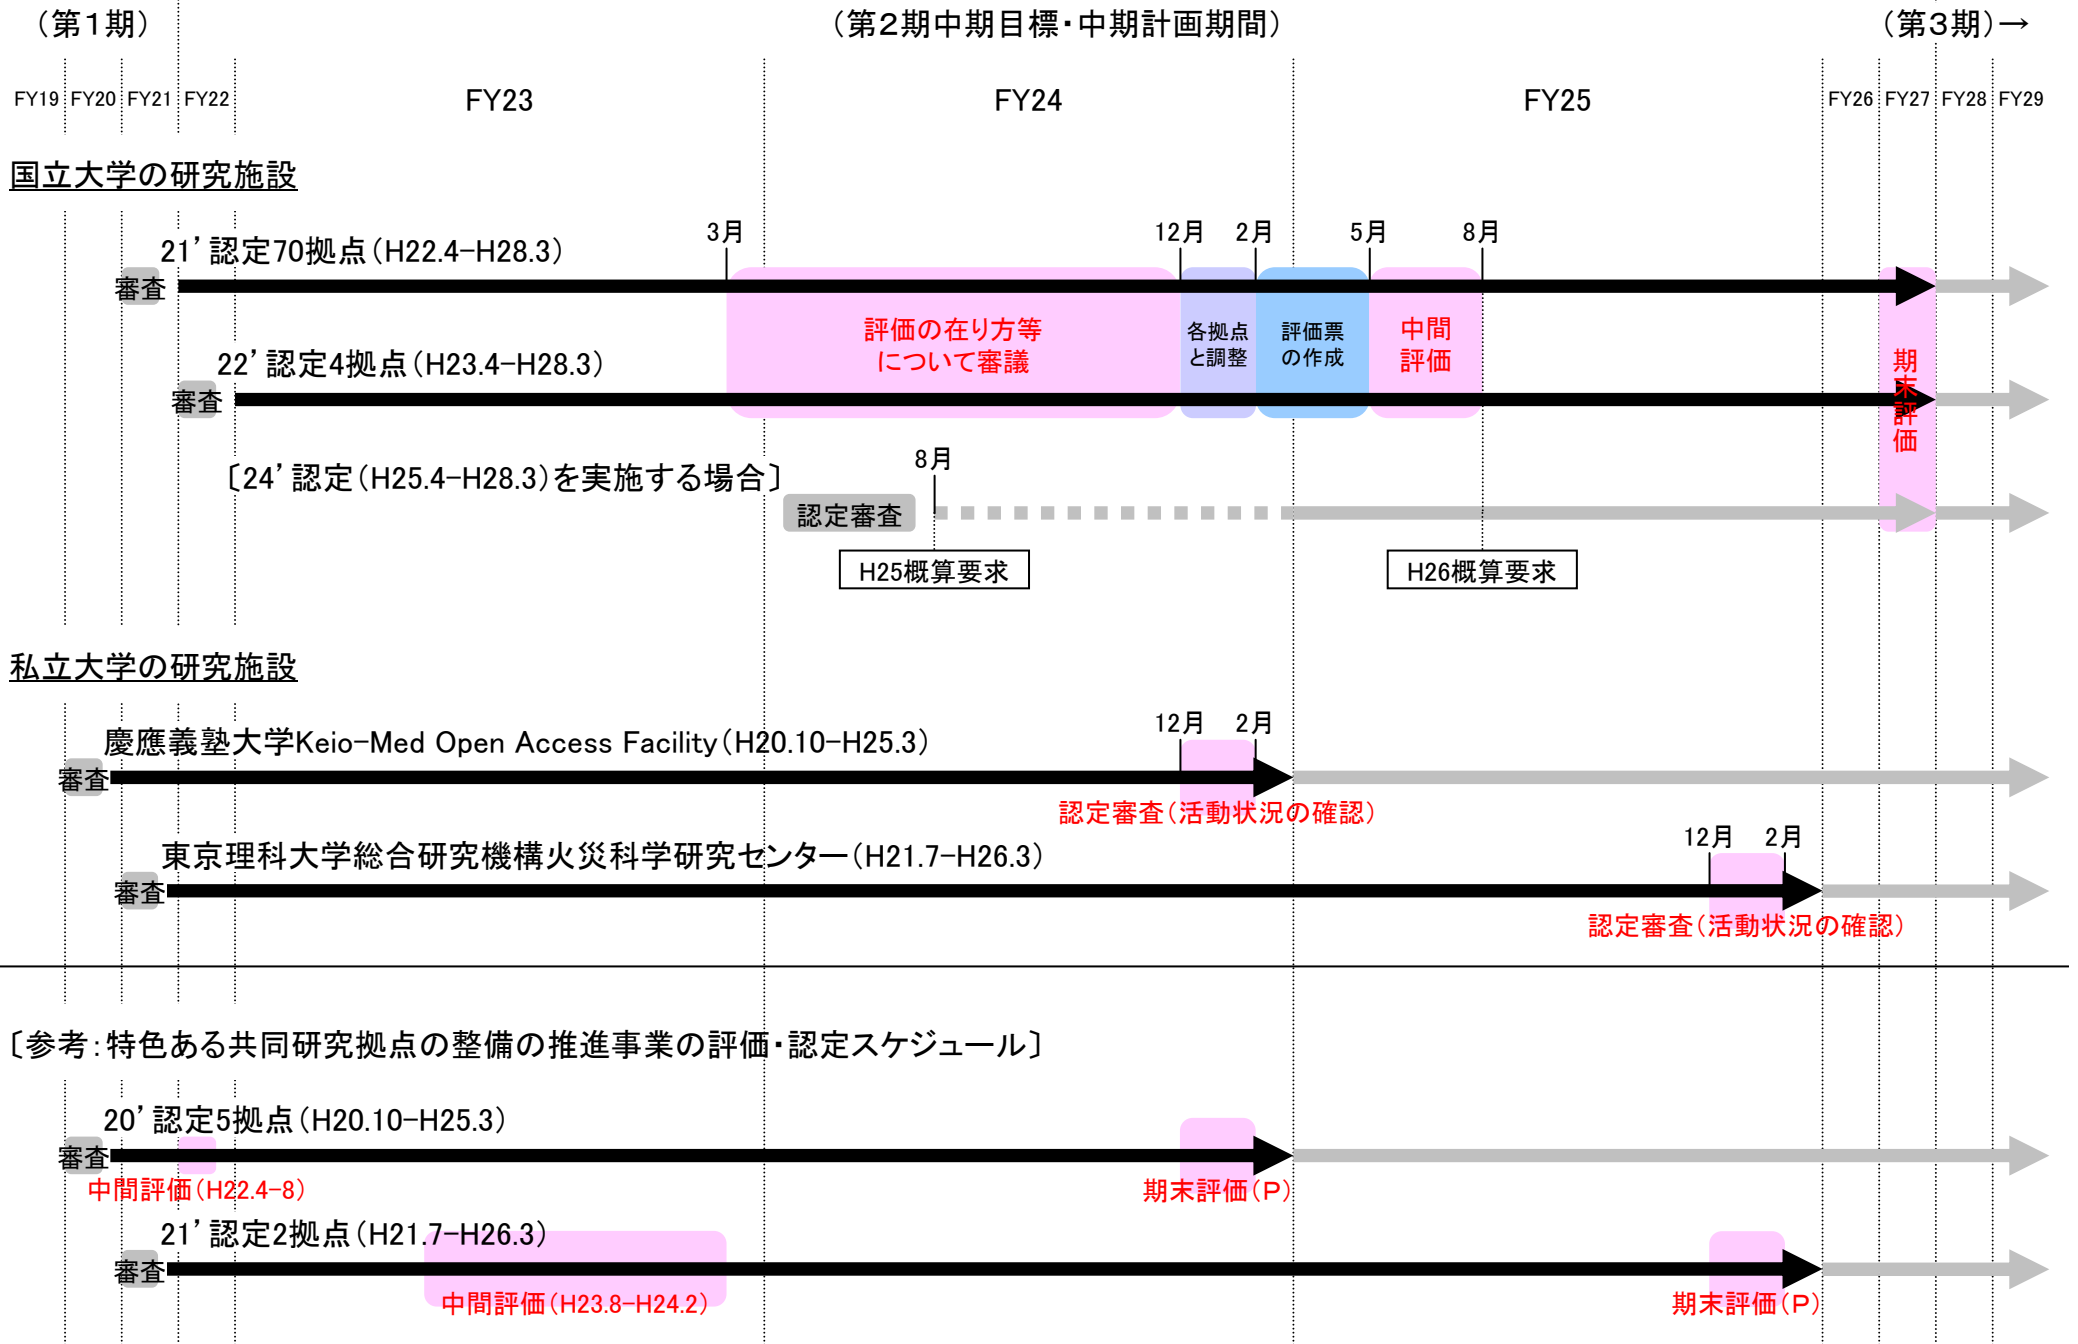 （第１期）
（第２期中期目標・中期計画期間）
（第３期）→
FY19
FY20
FY21
FY22
FY23
FY24
FY25
FY26
FY27
FY28
FY29
国立大学の研究施設
3月
12月
2月
5月
8月
21’認定70拠点（H22.4-H28.3）
審査
評価の在り方等
について審議
各拠点
と調整
評価票
の作成
中間
評価
期末評価
22’認定4拠点（H23.4-H28.3）
審査
〔24’認定（H25.4-H28.3）を実施する場合〕
8月
認定審査
H25概算要求
H26概算要求
私立大学の研究施設
12月
2月
慶應義塾大学Keio-Med Open Access Facility（H20.10-H25.3）
審査
認定審査（活動状況の確認）
12月
2月
東京理科大学総合研究機構火災科学研究センター（H21.7-H26.3）
審査
認定審査（活動状況の確認）
〔参考：特色ある共同研究拠点の整備の推進事業の評価・認定スケジュール〕
20’認定5拠点（H20.10-H25.3）
審査
中間評価（H22.4-8）
期末評価（P）
21’認定2拠点（H21.7-H26.3）
審査
中間評価（H23.8-H24.2）
期末評価（P）